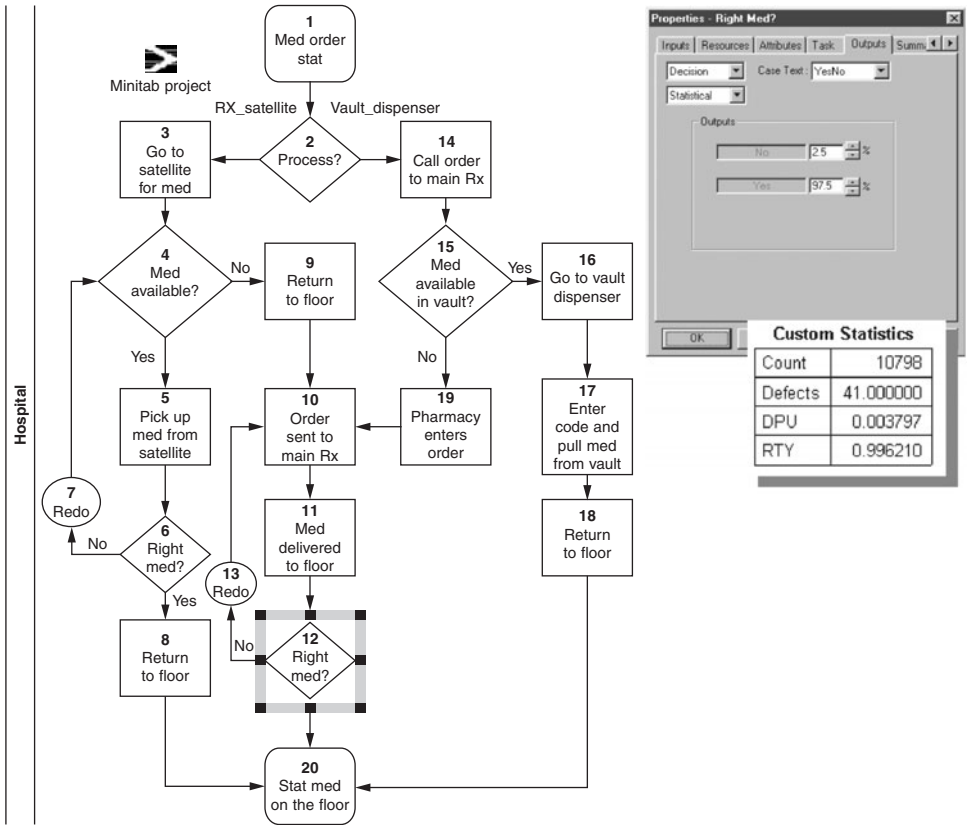 1
Med order
stat
Minitab project
RX_satellite
Vault_dispenser
2
Process?
3
Go to
satellite
for med
14
Call order
to main Rx
4
Med
available?
No
Yes
9
Return
to floor
15
Med
available
in vault?
Yes
No
16
Go to vault
dispenser
5
Pick up
med from
satellite
10
Order
sent to
main Rx
19
Pharmacy
enters
order
17
Enter
code and
pull med
from vault
7
Redo
6
Right
med?
No
Yes
11
Med
delivered
to floor
18
Return
to floor
13
Redo
8
Return
to floor
12
Right
med?
No
20
Stat med
on the floor
Hospital
Properties - Right Med?
Inputs
Resources
Attributes
Task
Outputs
Summ
Decision
Case Text :
YesNo
Statistical
Outputs
No
2.5
%
Yes
97.5
%
OK
Custom Statistics
Count 10798
Defects 41.000000
DPU 0.003797
RTY 0.996210